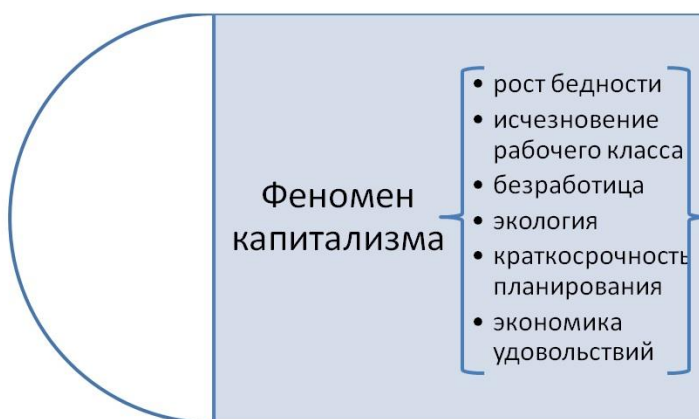 Феномен
капитализма
• рост бедности
• исчезновение
рабочего класса
• безработица
• экология
• краткосрочность
планирования
• экономика
удовольствий